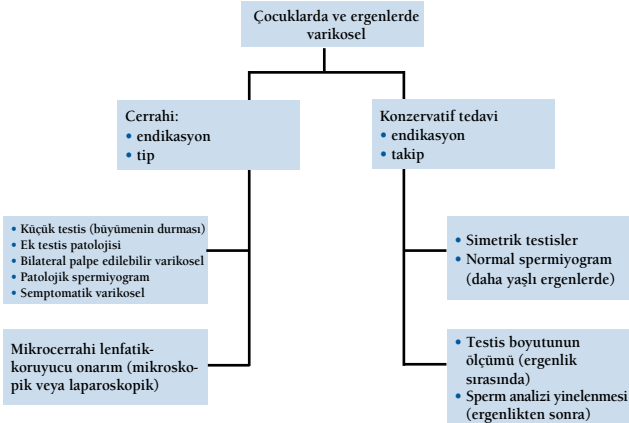 Çocuklarda ve ergenlerde
varikosel
Cerrahi:
• endikasyon
• tip
Konzervatif tedavi
• endikasyon
• takip
• Küçük testis (büyümenin durması)
• Ek testis patolojisi
• Bilateral palpe edilebilir varikosel
• Patolojik spermiyogram
• Semptomatik varikosel
• Simetrik testisler
• Normal spermiyogram
(daha yaşlı ergenlerde)
Mikrocerrahi lenfatik-
koruyucu onarım (mikrosko-
pik veya laparoskopik)
• Testis boyutunun
ölçümü (ergenlik
sırasında)
• Sperm analizi yinelenmesi
(ergenlikten sonra)